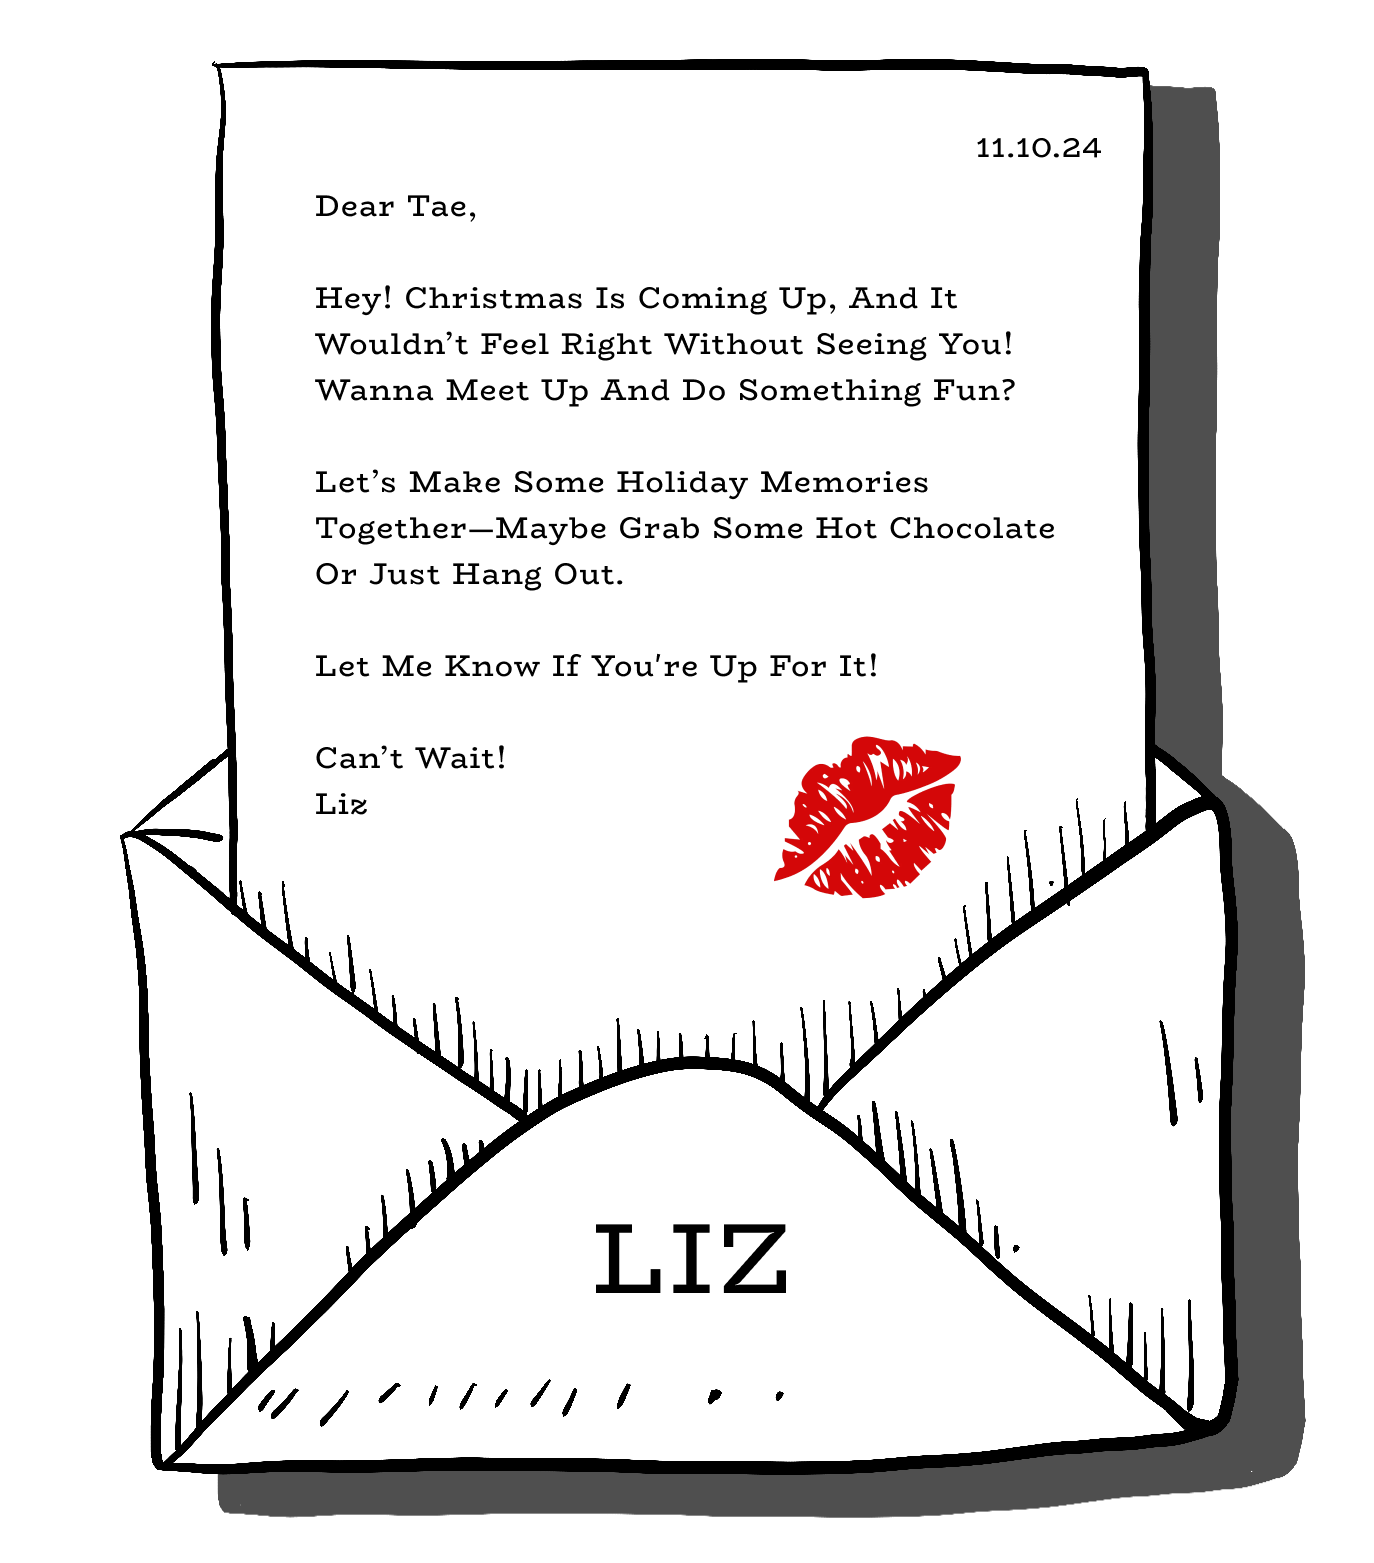 11.10.24
Dear Tae,
Hey! Christmas Is Coming Up, And It
Wouldn’t Feel Right Without Seeing You!
Wanna Meet Up And Do Something Fun?
Let’s Make Some Holiday Memories
Together—Maybe Grab Some Hot Chocolate
Or Just Hang Out.
Let Me Know If You're Up For It!
Can’t Wait!
Liz
LIZ